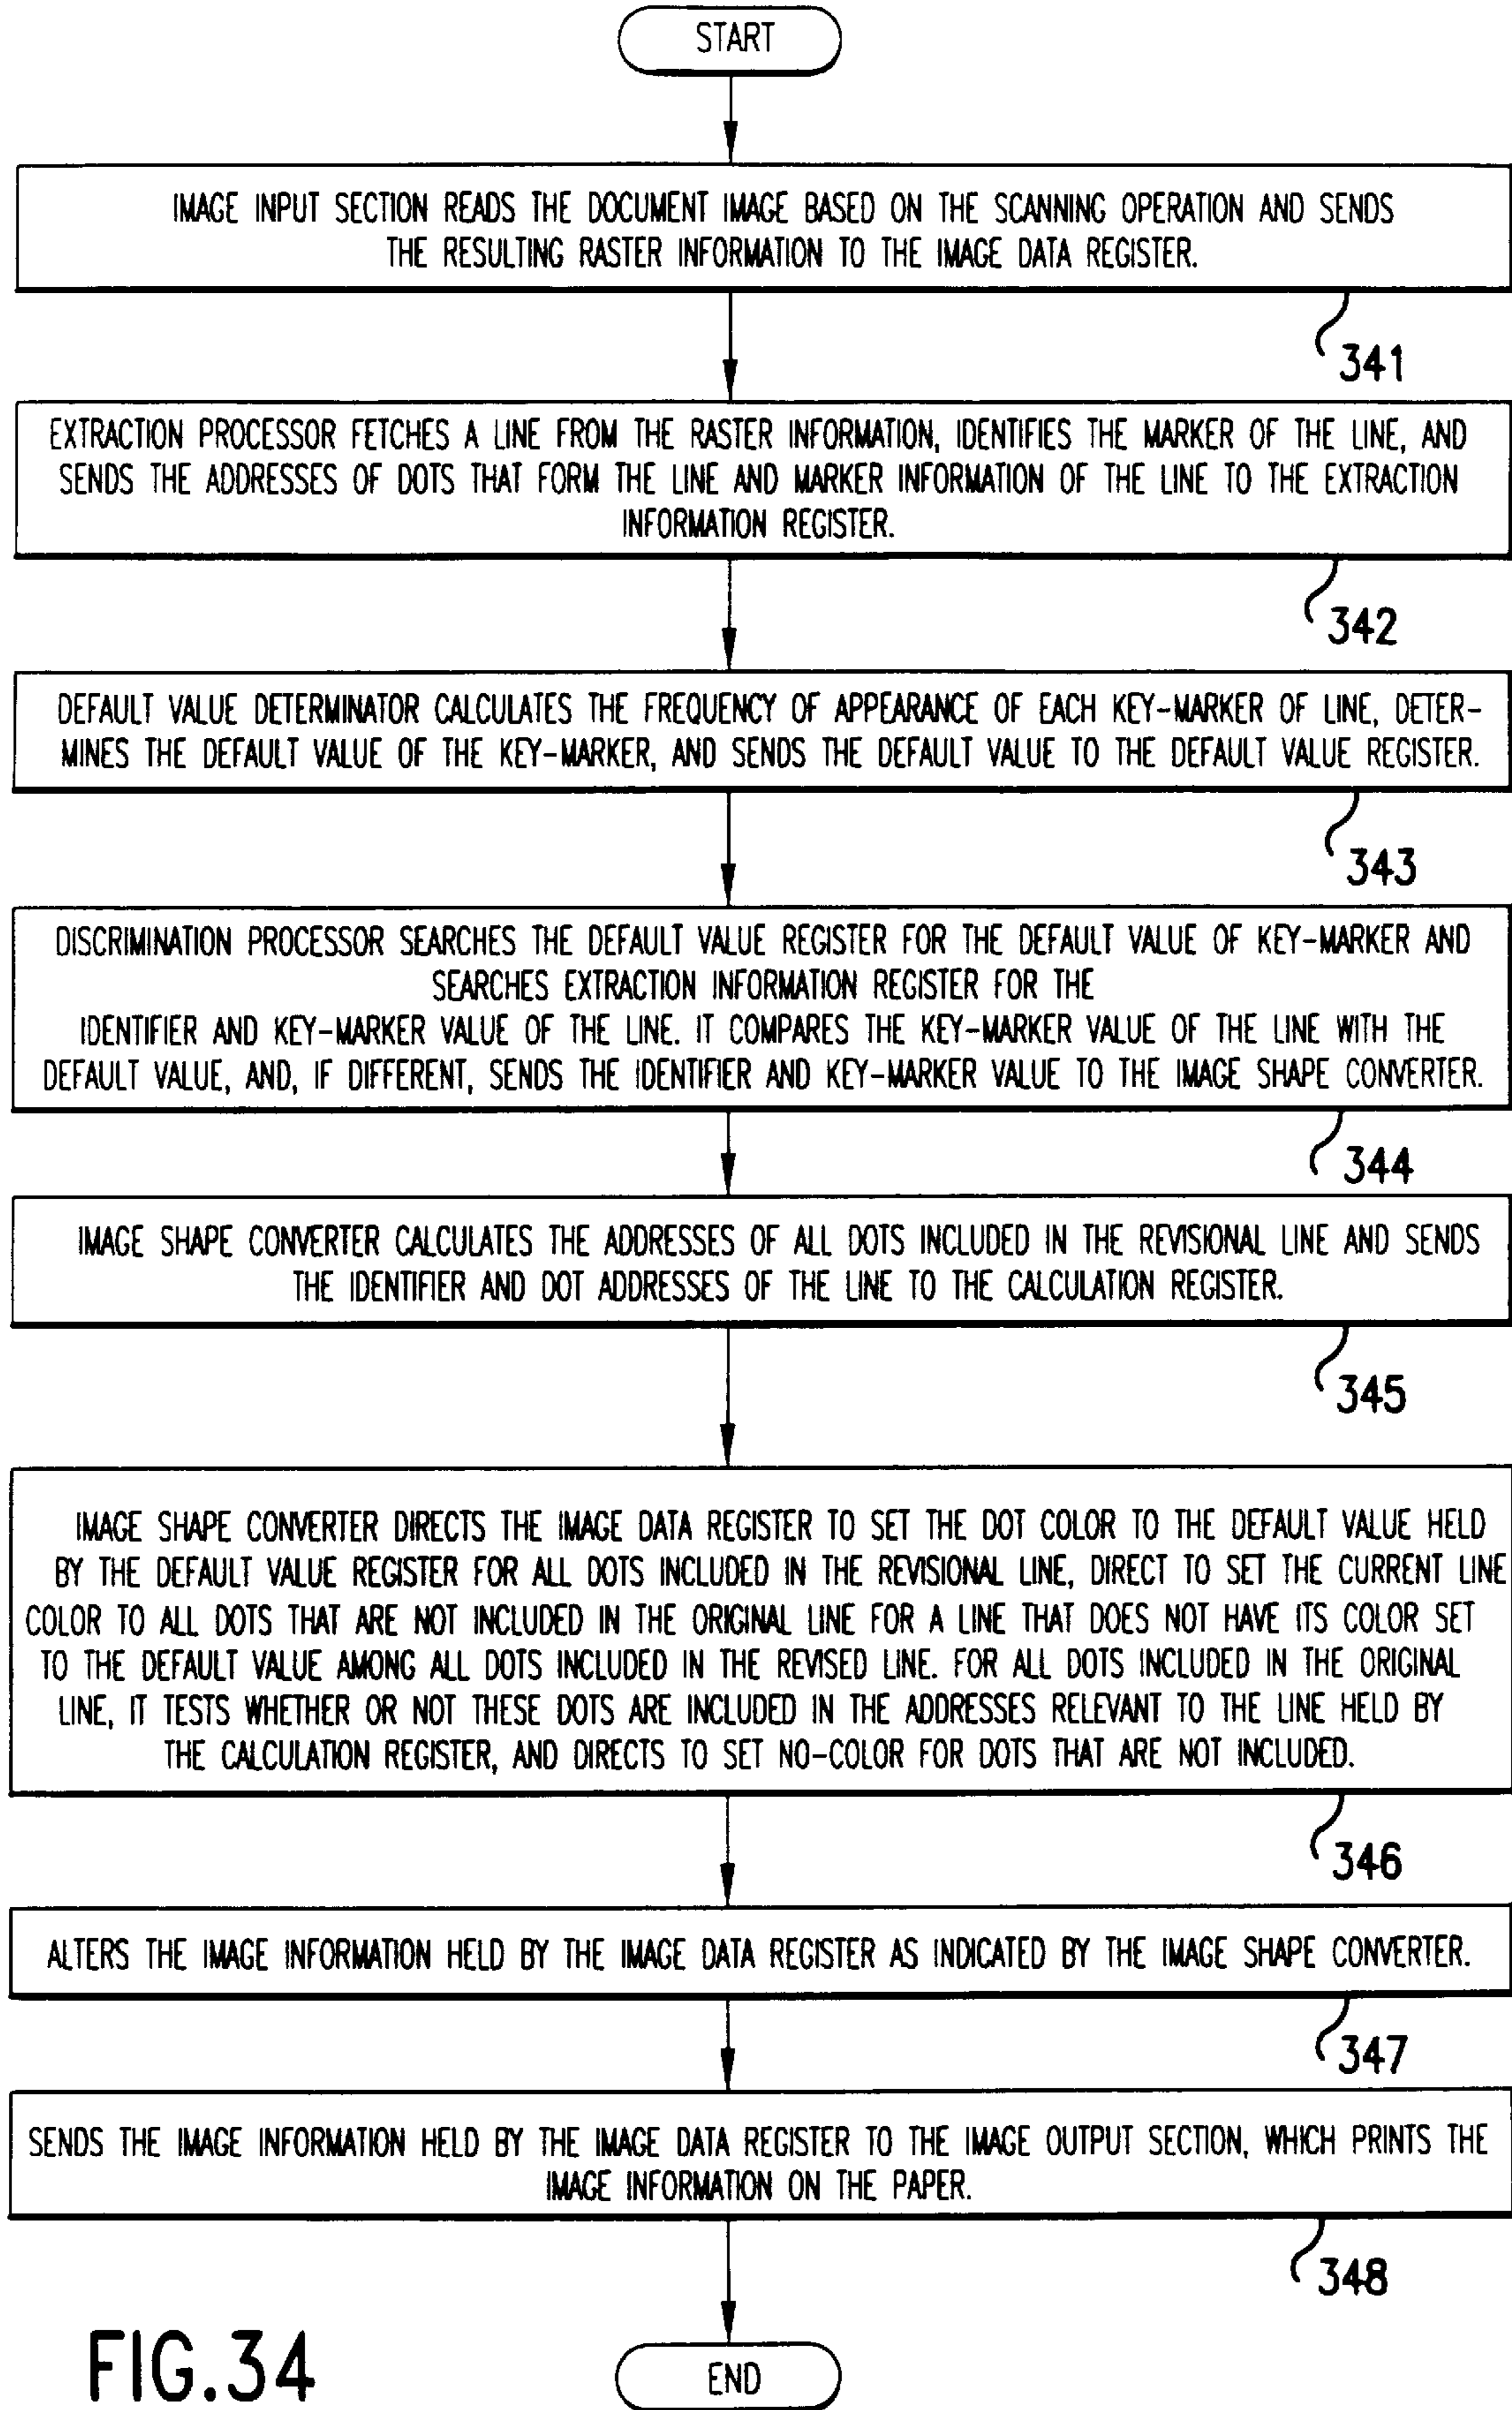 START
IMAGE INPUT SECTION READS THE DOCUMENT IMAGE BASED ON THE SCANNING OPERATION AND SENDS
THE RESULTING RASTER INFORMATION TO THE IMAGE DATA REGISTER.
341
EXTRACTION PROCESSOR FETCHES A LINE FROM THE RASTER INFORMATION, IDENTIFIES THE MARKER OF THE LINE, AND
SENDS THE ADDRESSES OF DOTS THAT FORM THE LINE AND MARKER INFORMATION OF THE LINE TO THE EXTRACTION
INFORMATION REGISTER.
342
DEFAULT VALUE DETERMINATOR CALCULATES THE FREQUENCY OF APPEARANCE OF EACH KEY-MARKER OF LINE, DETER-
MINES THE DEFAULT VALUE OF THE KEY-MARKER, AND SENDS THE DEFAULT VALUE TO THE DEFAULT VALUE REGISTER.
343
DISCRIMINATION PROCESSOR SEARCHES THE DEFAULT VALUE REGISTER FOR THE DEFAULT VALUE OF KEY-MARKER AND
SEARCHES EXTRACTION INFORMATION REGISTER FOR THE
IDENTIFIER AND KEY-MARKER VALUE OF THE LINE. IT COMPARES THE KEY-MARKER VALUE OF THE LINE WITH THE
DEFAULT VALUE, AND, IF DIFFERENT, SENDS THE IDENTIFIER AND KEY-MARKER VALUE TO THE IMAGE SHAPE CONVERTER.
344
IMAGE SHAPE CONVERTER CALCULATES THE ADDRESSES OF ALL DOTS INCLUDED IN THE REVISIONAL LINE AND SENDS
THE IDENTIFIER AND DOT ADDRESSES OF THE LINE TO THE CALCULATION REGISTER.
345
IMAGE SHAPE CONVERTER DIRECTS THE IMAGE DATA REGISTER TO SET THE DOT COLOR TO THE DEFAULT VALUE HELD
BY THE DEFAULT VALUE REGISTER FOR ALL DOTS INCLUDED IN THE REVISIONAL LINE, DIRECT TO SET THE CURRENT LINE
COLOR TO ALL DOTS THAT ARE NOT INCLUDED IN THE ORIGINAL LINE FOR A LINE THAT DOES NOT HAVE ITS COLOR SET
TO THE DEFAULT VALUE AMONG ALL DOTS INCLUDED IN THE REVISED LINE. FOR ALL DOTS INCLUDED IN THE ORIGINAL
LINE, IT TESTS WHETHER OR NOT THESE DOTS ARE INCLUDED IN THE ADDRESSES RELEVANT TO THE LINE HELD BY
THE CALCULATION REGISTER, AND DIRECTS TO SET NO-COLOR FOR DOTS THAT ARE NOT INCLUDED.
346
ALTERS THE IMAGE INFORMATION HELD BY THE IMAGE DATA REGISTER AS INDICATED BY THE IMAGE SHAPE CONVERTER.
347
SENDS THE IMAGE INFORMATION HELD BY THE IMAGE DATA REGISTER TO THE IMAGE OUTPUT SECTION, WHICH PRINTS THE
IMAGE INFORMATION ON THE PAPER.
348
END
FIG.34